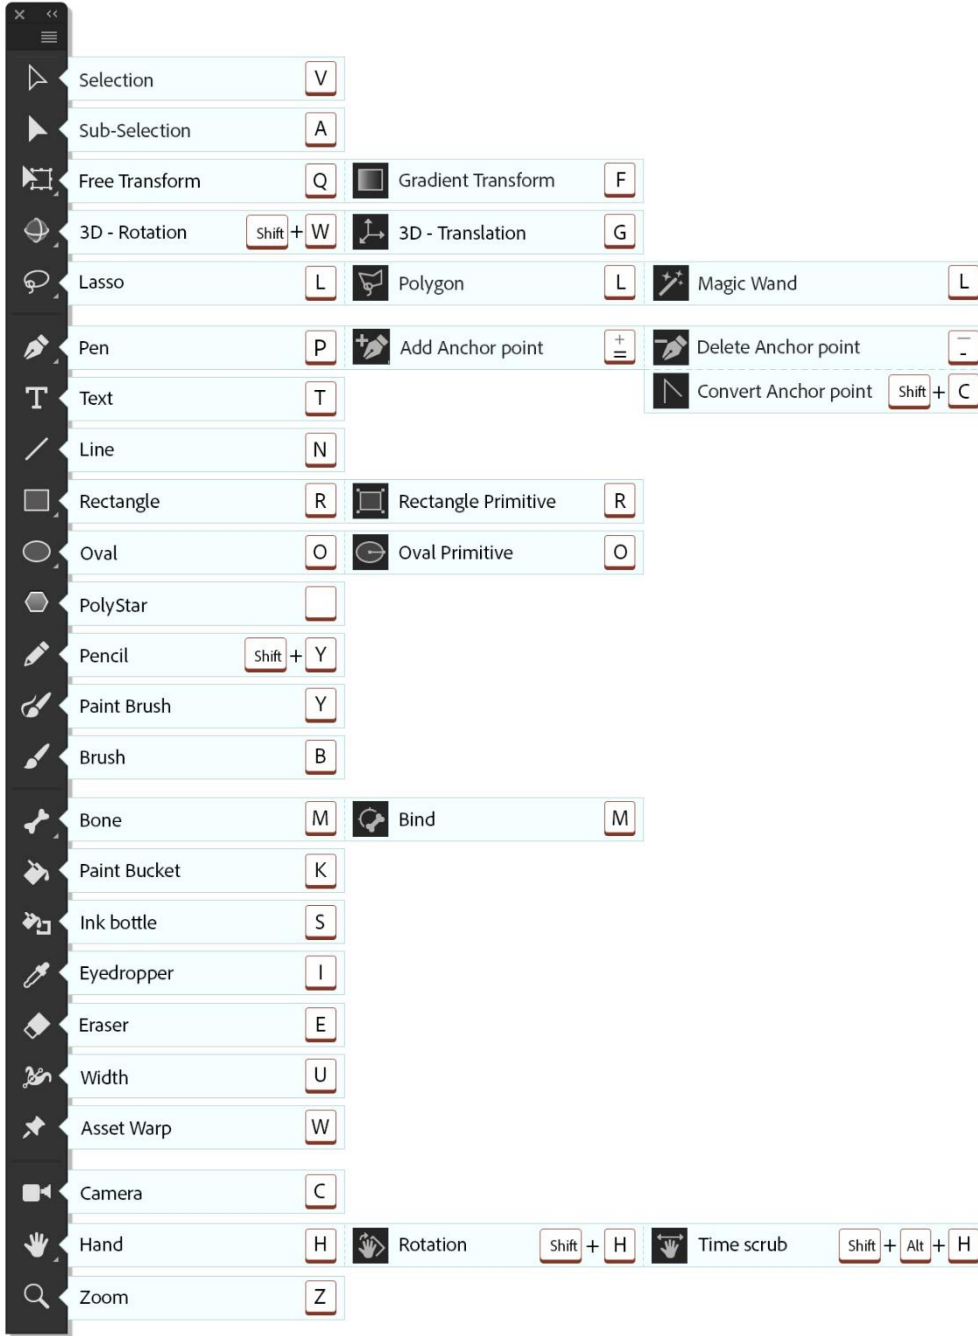 Selection V
Sub-Selection A
Free Transform Q Gradient Transform F
3D - Rotation Shift + W 3D - Translation G
Lasso L Polygon L Magic Wand L
Pen P Add Anchor point + = Delete Anchor point — -
Convert Anchor point Shift + C
T Text T
Line N
Rectangle R Rectangle Primitive R
Oval O Oval Primitive O
PolyStar
Pencil Shift + Y
Paint Brush Y
Brush B
Bone M Bind M
Paint Bucket K
Ink bottle S
Eyedropper I
Eraser E
Width U
Asset Warp W
Camera C
Hand H Rotation Shift + H Time scrub Shift + Alt + H
Zoom Z